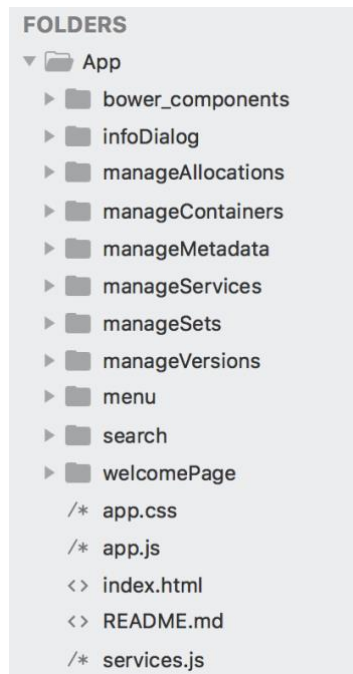 FOLDERS
App
bower_components
infoDialog
manageAllocations
manageContainers
manageMetadata
manageServices
manageSets
manageVersions
menu
search
welcomePage
/* app.css
/* app.js
<> index.html
<> README.md
/* services.js